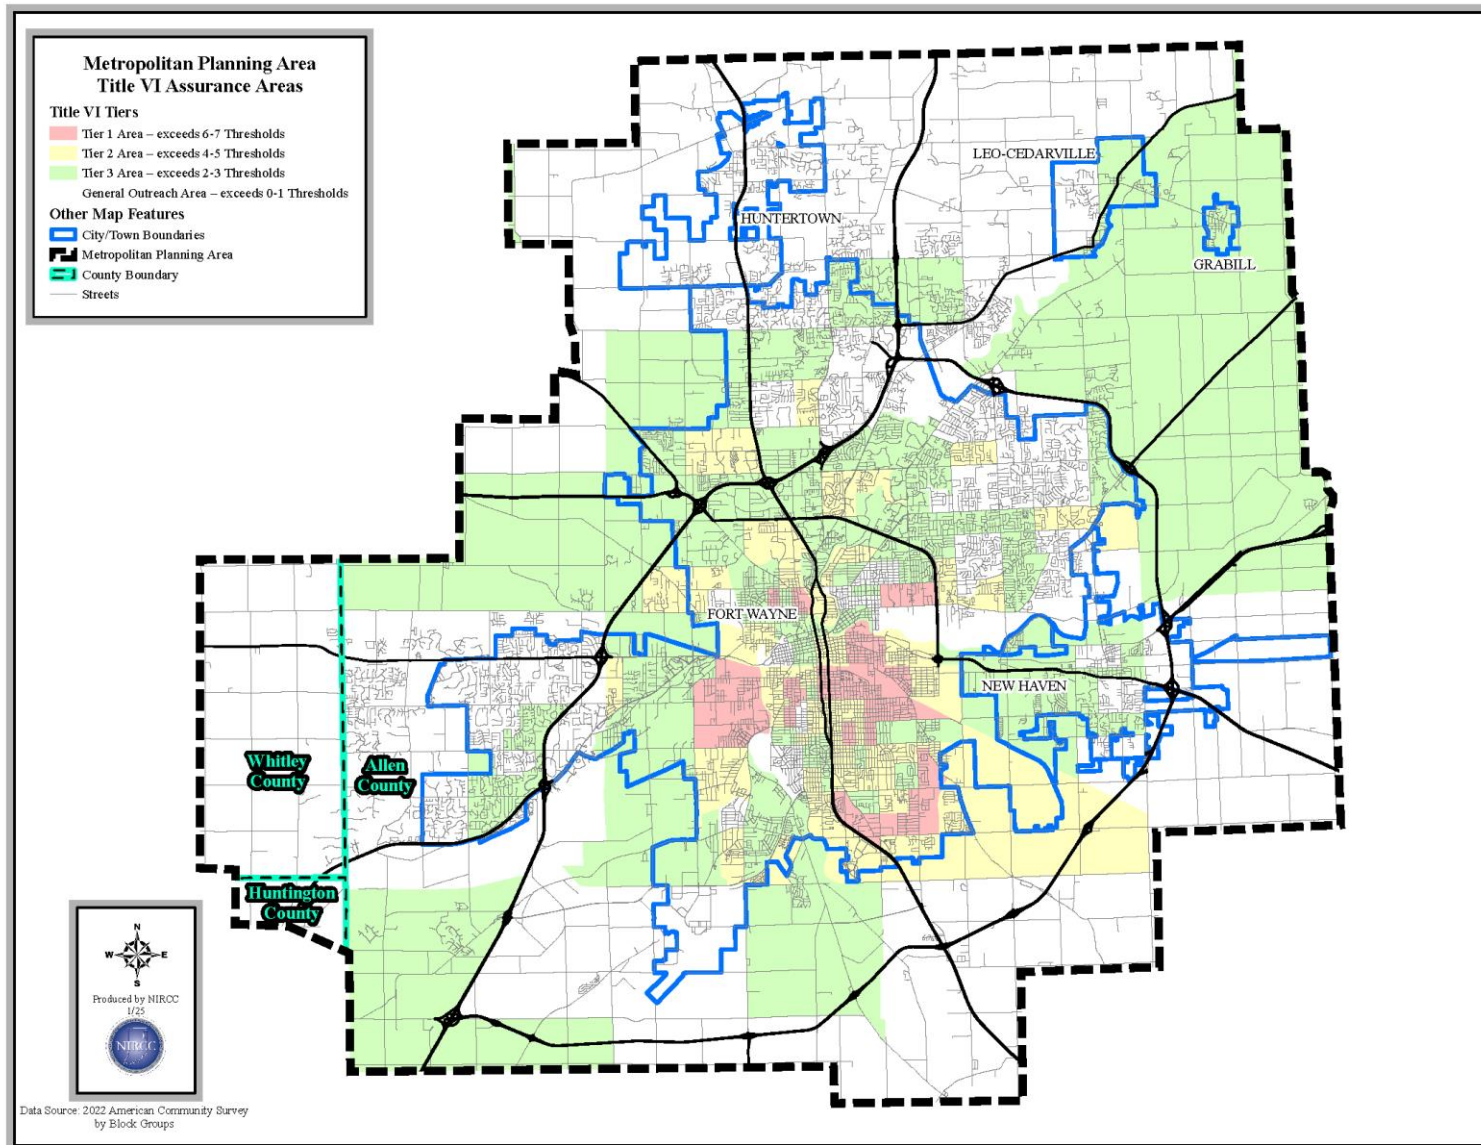 Metropolitan Planning Area
Title VI Assurance Areas
Title VI Tiers
Tier 1 Area – exceeds 6-7 Thresholds
Tier 2 Area – exceeds 4-5 Thresholds
Tier 3 Area – exceeds 2-3 Thresholds
General Outreach Area – exceeds 0-1 Thresholds
Other Map Features
City/Town Boundaries
Metropolitan Planning Area
County Boundary
Streets
LEO-CEDARVILLE
HUNTERTOWN
GRABILL
FORT WAYNE
NEW HAVEN
Whitley
County
Allen
County
Huntington
County
N
W
E
S
Produced by NIRCC
1/25
NIRCC
Data Source: 2022 American Community Survey
by Block Groups